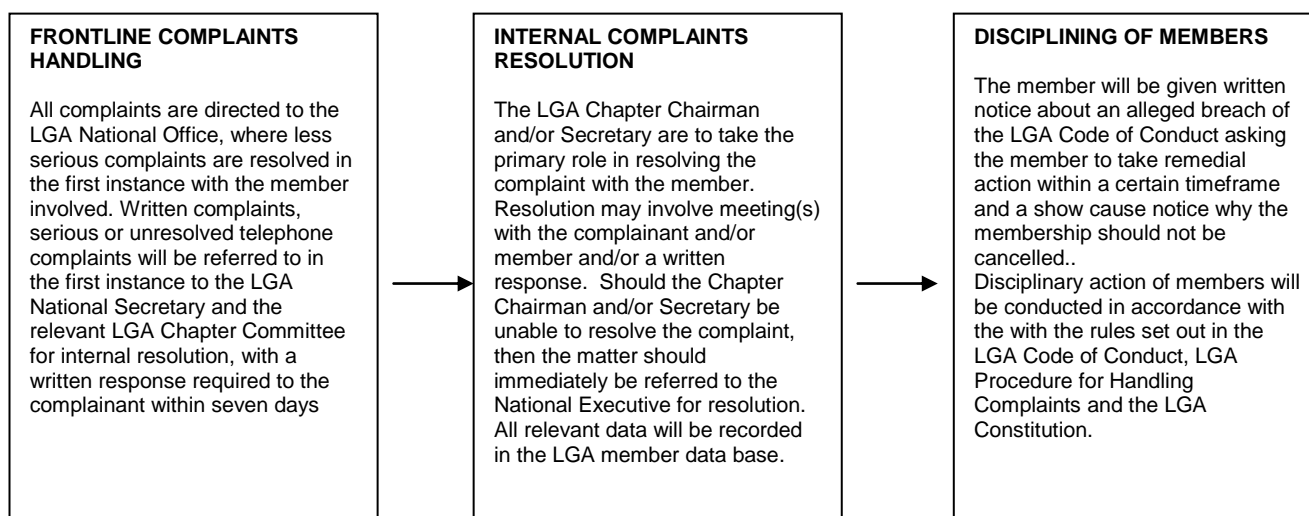 FRONTLINE COMPLAINTS
HANDLING
All complaints are directed to the
LGA National Office, where less
serious complaints are resolved in
the first instance with the member
involved. Written complaints,
serious or unresolved telephone
complaints will be referred to in
the first instance to the LGA
National Secretary and the
relevant LGA Chapter Committee
for internal resolution, with a
written response required to the
complainant within seven days
INTERNAL COMPLAINTS
RESOLUTION
The LGA Chapter Chairman
and/or Secretary are to take the
primary role in resolving the
complaint with the member.
Resolution may involve meeting(s)
with the complainant and/or
member and/or a written
response.  Should the Chapter
Chairman and/or Secretary be
unable to resolve the complaint,
then the matter should
immediately be referred to the
National Executive for resolution.
All relevant data will be recorded
in the LGA member data base.
DISCIPLINING OF MEMBERS
The member will be given written
notice about an alleged breach of
the LGA Code of Conduct asking
the member to take remedial
action within a certain timeframe
and a show cause notice why the
membership should not be
cancelled..
Disciplinary action of members will
be conducted in accordance with
the with the rules set out in the
LGA Code of Conduct, LGA
Procedure for Handling
Complaints and the LGA
Constitution.